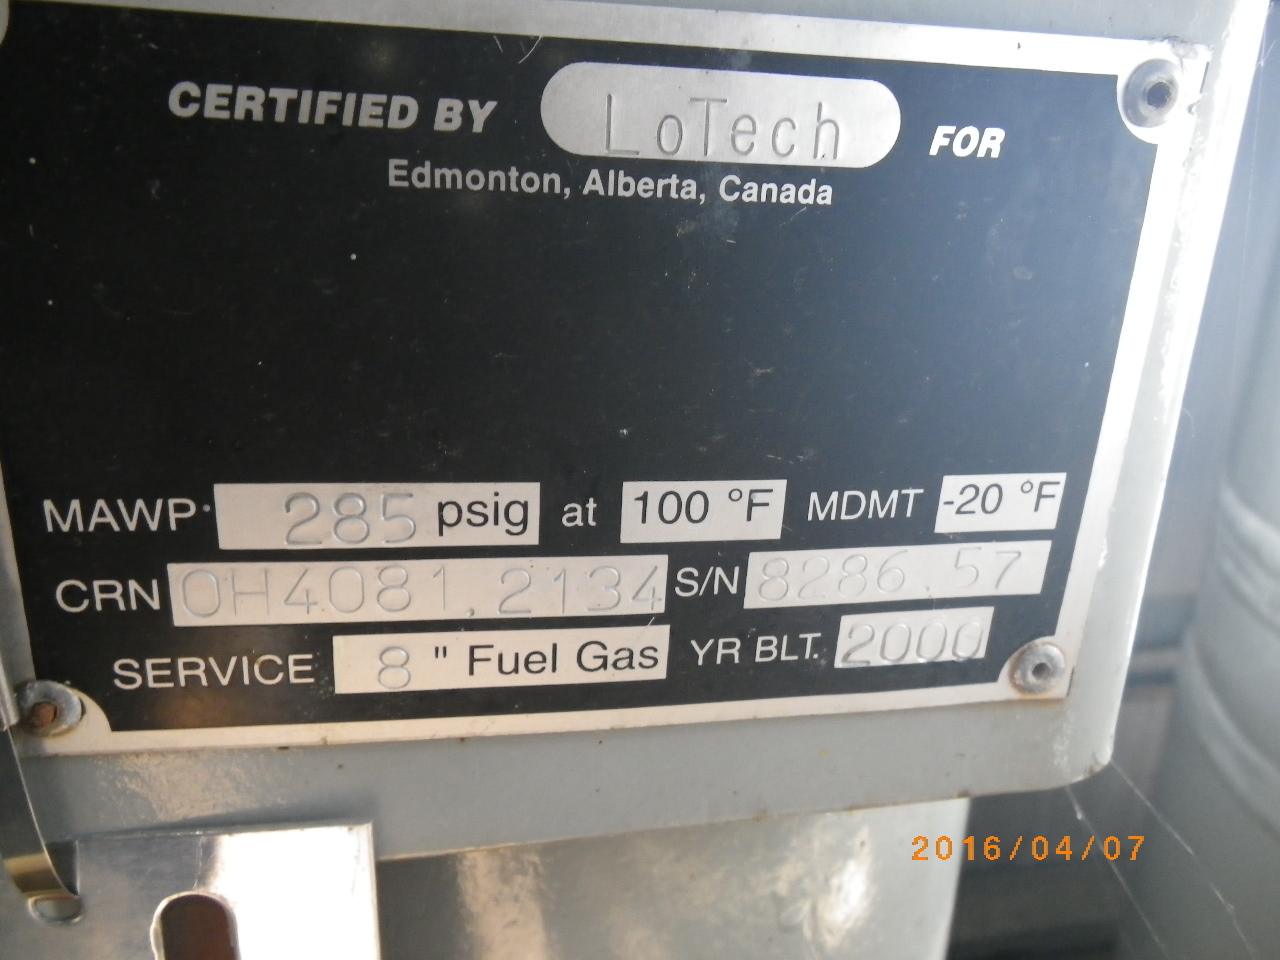 CERTIFIED BY LoTech FOR
Edmonton, Alberta, Canada
MAWP 285 psig at 100 °F MDMT -20 °F
CRN 0H4081.2134 S/N 8286.57
SERVICE 8 " Fuel Gas YR BLT. 2000
2016/04/07